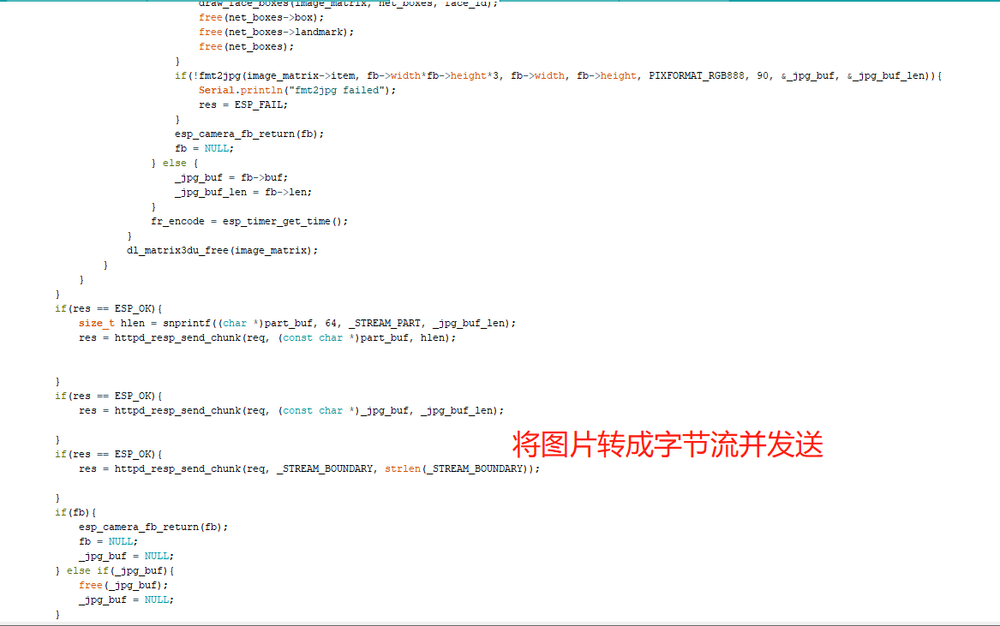 draw_face_boxes(image_matrix, net_boxes, face_id);
free(net_boxes->box);
free(net_boxes->landmark);
free(net_boxes);
}
if(!fmt2jpg(image_matrix->item, fb->width*fb->height*3, fb->width, fb->height, PIXFORMAT_RGB888, 90, &_jpg_buf, &_jpg_buf_len)){
Serial.println("fmt2jpg failed");
res = ESP_FAIL;
}
esp_camera_fb_return(fb);
fb = NULL;
} else {
_jpg_buf = fb->buf;
_jpg_buf_len = fb->len;
}
fr_encode = esp_timer_get_time();
}
dl_matrix3du_free(image_matrix);
}
}
}
if(res == ESP_OK){
size_t hlen = snprintf((char *)part_buf, 64, _STREAM_PART, _jpg_buf_len);
res = httpd_resp_send_chunk(req, (const char *)part_buf, hlen);
}
if(res == ESP_OK){
res = httpd_resp_send_chunk(req, (const char *)_jpg_buf, _jpg_buf_len);
}
将图片转成字节流并发送
if(res == ESP_OK){
res = httpd_resp_send_chunk(req, _STREAM_BOUNDARY, strlen(_STREAM_BOUNDARY));
}
if(fb){
esp_camera_fb_return(fb);
fb = NULL;
_jpg_buf = NULL;
} else if(_jpg_buf){
free(_jpg_buf);
_jpg_buf = NULL;
}